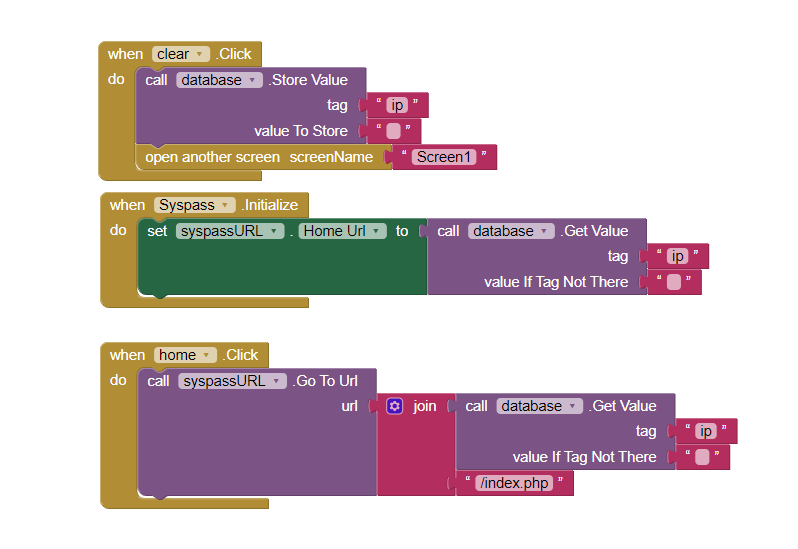 when clear .Click
do call database .Store Value
tag “ ip ”
value To Store “ ”
open another screen screenName “ Screen1 ”
when Syspass .Initialize
do set syspassURL . Home Url to call database .Get Value
tag “ ip ”
value If Tag Not There “ ”
when home .Click
do call syspassURL .Go To Url
url join call database .Get Value
tag “ ip ”
value If Tag Not There “ ”
“ /index.php ”